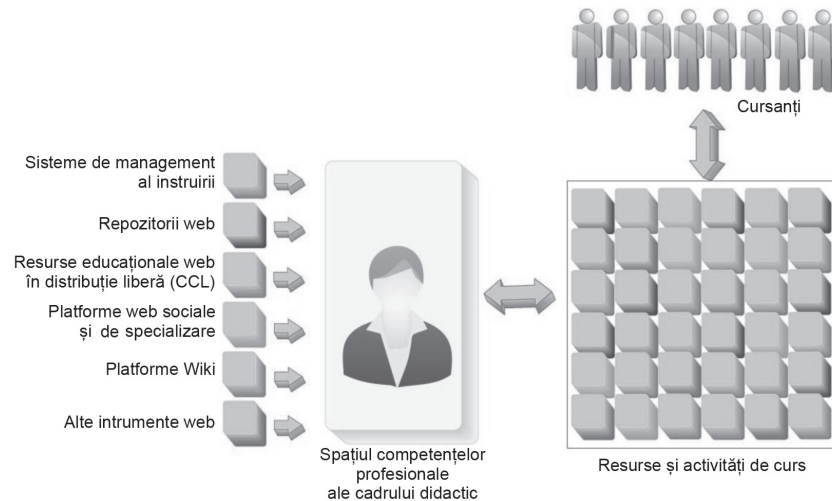 Cursanți
Sisteme de management
al instruirii
Repozitorii web
Resurse educaționale web
în distribuție liberă (CCL)
Platforme web sociale
și de specializare
Platforme Wiki
Alte intrumente web
Spațiul competențelor
profesionale
ale cadrului didactic
Resurse și activități de curs